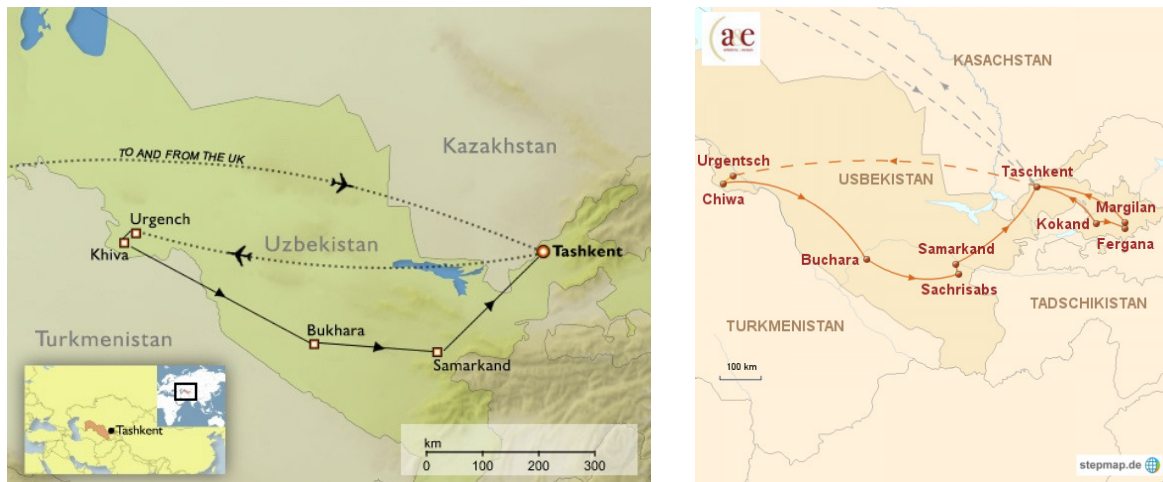 TO AND FROM THE UK
Kazakhstan
Urgench
Khiva
Uzbekistan
Tashkent
Turkmenistan
Bukhara
Samarkand
Tashkent
km
0 100 200 300
a&e
KASACHSTAN
Urgentsch
Chiwa
USBEKISTAN
Taschkent
Margilan
Kokand
Fergana
Buchara
Samarkand
Sachrisabs
TADSCHIKISTAN
TURKMENISTAN
100 km
stepmap.de